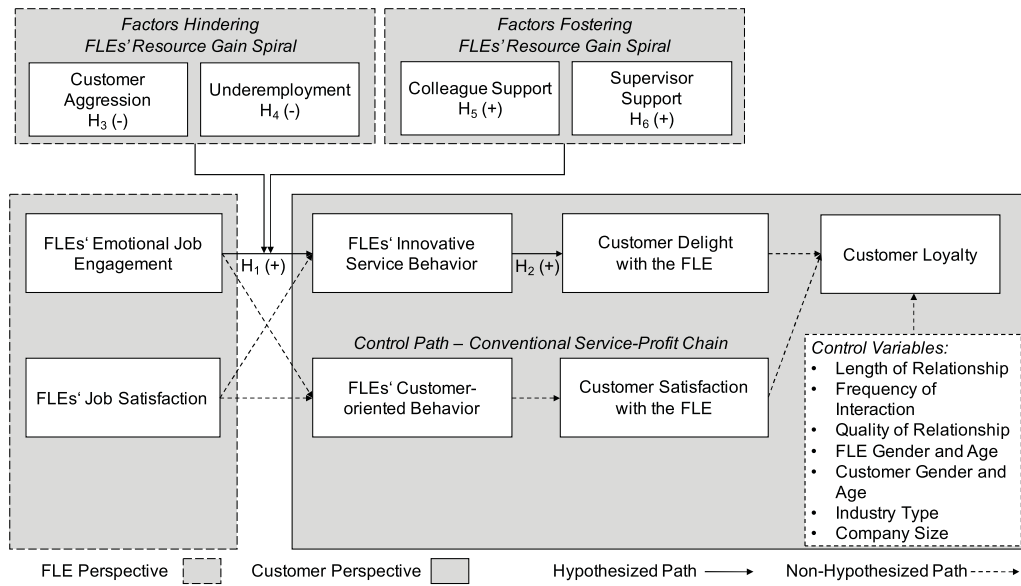 Factors Hindering
FLEs’ Resource Gain Spiral
Customer
Aggression
H₃ (-)
Underemployment
H₄ (-)
Factors Fostering
FLEs’ Resource Gain Spiral
Colleague Support
H₅ (+)
Supervisor
Support
H₆ (+)
FLEs‘ Emotional Job
Engagement
H₁ (+)
FLEs‘ Innovative
Service Behavior
H₂ (+)
Customer Delight
with the FLE
Customer Loyalty
Control Path – Conventional Service-Profit Chain
FLEs‘ Job Satisfaction
FLEs‘ Customer-
oriented Behavior
Customer Satisfaction
with the FLE
Control Variables:
• Length of Relationship
• Frequency of
Interaction
• Quality of Relationship
• FLE Gender and Age
• Customer Gender and
Age
• Industry Type
• Company Size
FLE Perspective
Customer Perspective
Hypothesized Path
Non-Hypothesized Path